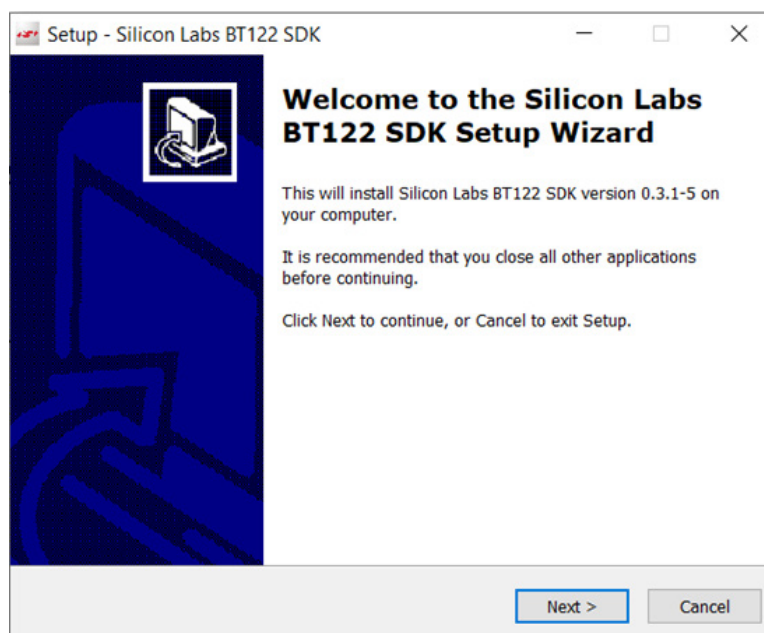 Setup - Silicon Labs BT122 SDK
Welcome to the Silicon Labs
BT122 SDK Setup Wizard
This will install Silicon Labs BT122 SDK version 0.3.1-5 on
your computer.
It is recommended that you close all other applications
before continuing.
Click Next to continue, or Cancel to exit Setup.
Next >
Cancel